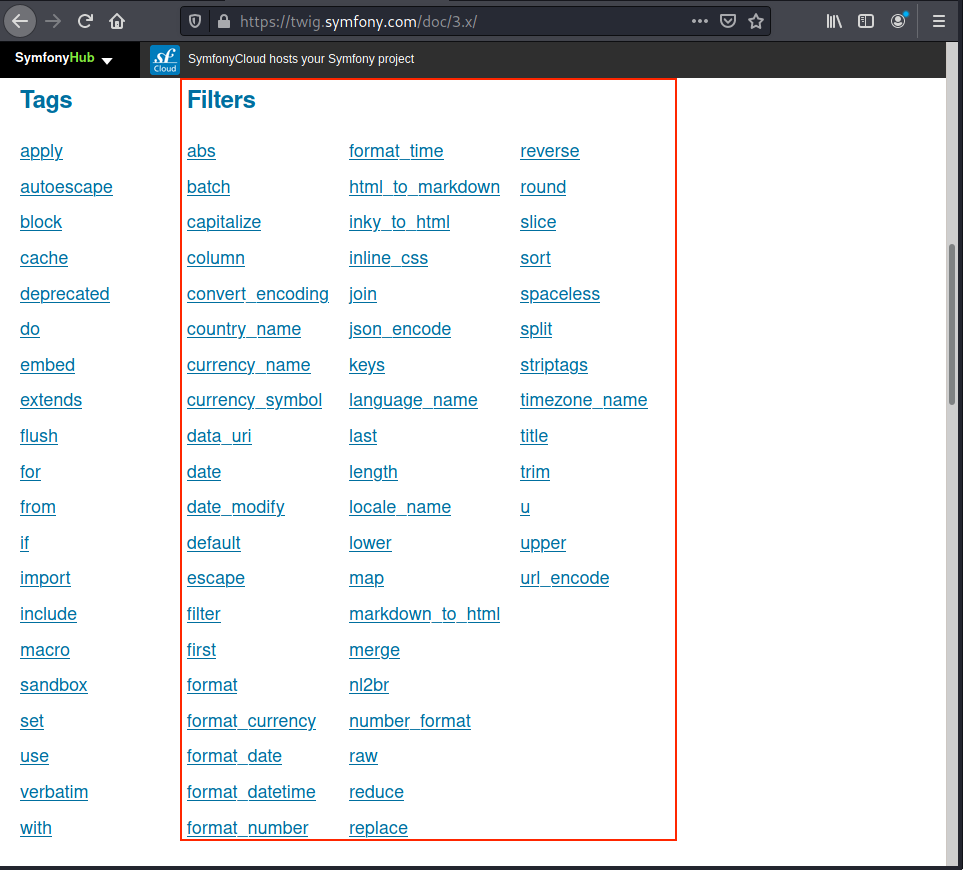 https://twig.symfony.com/doc/3.x/
SymfonyHub
sf
Cloud
SymfonyCloud hosts your Symfony project
Tags
apply
autoescape
block
cache
deprecated
do
embed
extends
flush
for
from
if
import
include
macro
sandbox
set
use
verbatim
with
Filters
abs
batch
capitalize
column
convert_encoding
country_name
currency_name
currency_symbol
data_uri
date
date_modify
default
escape
filter
first
format
format_currency
format_date
format_datetime
format_number
format_time
html_to_markdown
inky_to_html
inline_css
join
json_encode
keys
language_name
last
length
locale_name
lower
map
markdown_to_html
merge
nl2br
number_format
raw
reduce
replace
reverse
round
slice
sort
spaceless
split
striptags
timezone_name
title
trim
u
upper
url_encode